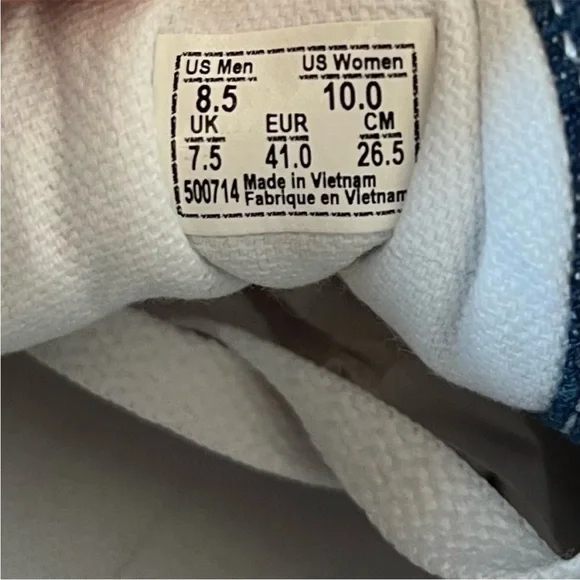 US Men US Women
8.5 10.0
UK EUR CM
7.5 41.0 26.5
500714 Made in Vietnam
Fabrique en Vietnam